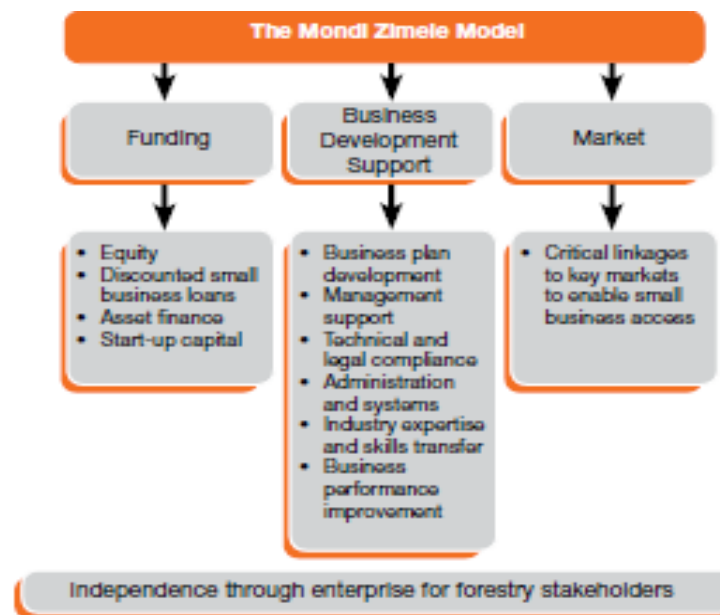 The Mondi Zimele Model
Funding
Business
Development
Support
Market
• Equity
• Discounted small
business loans
• Asset finance
• Start-up capital
• Business plan
development
• Management
support
• Technical and
legal compliance
• Administration
and systems
• Industry expertise
and skills transfer
• Business
performance
improvement
• Critical linkages
to key markets
to enable small
business access
Independence through enterprise for forestry stakeholders